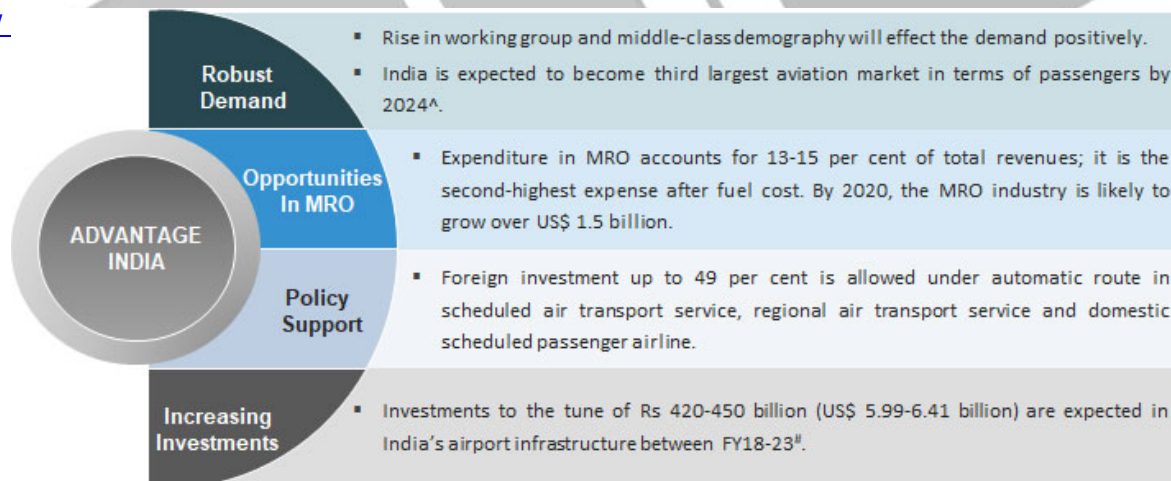 ADVANTAGE
INDIA
Robust
Demand
▪ Rise in working group and middle-class demography will effect the demand positively.
▪ India is expected to become third largest aviation market in terms of passengers by
2024^.
Opportunities
In MRO
▪ Expenditure in MRO accounts for 13-15 per cent of total revenues; it is the
second-highest expense after fuel cost. By 2020, the MRO industry is likely to
grow over US$ 1.5 billion.
Policy
Support
▪ Foreign investment up to 49 per cent is allowed under automatic route in
scheduled air transport service, regional air transport service and domestic
scheduled passenger airline.
Increasing
Investments
▪ Investments to the tune of Rs 420-450 billion (US$ 5.99-6.41 billion) are expected in
India’s airport infrastructure between FY18-23#.